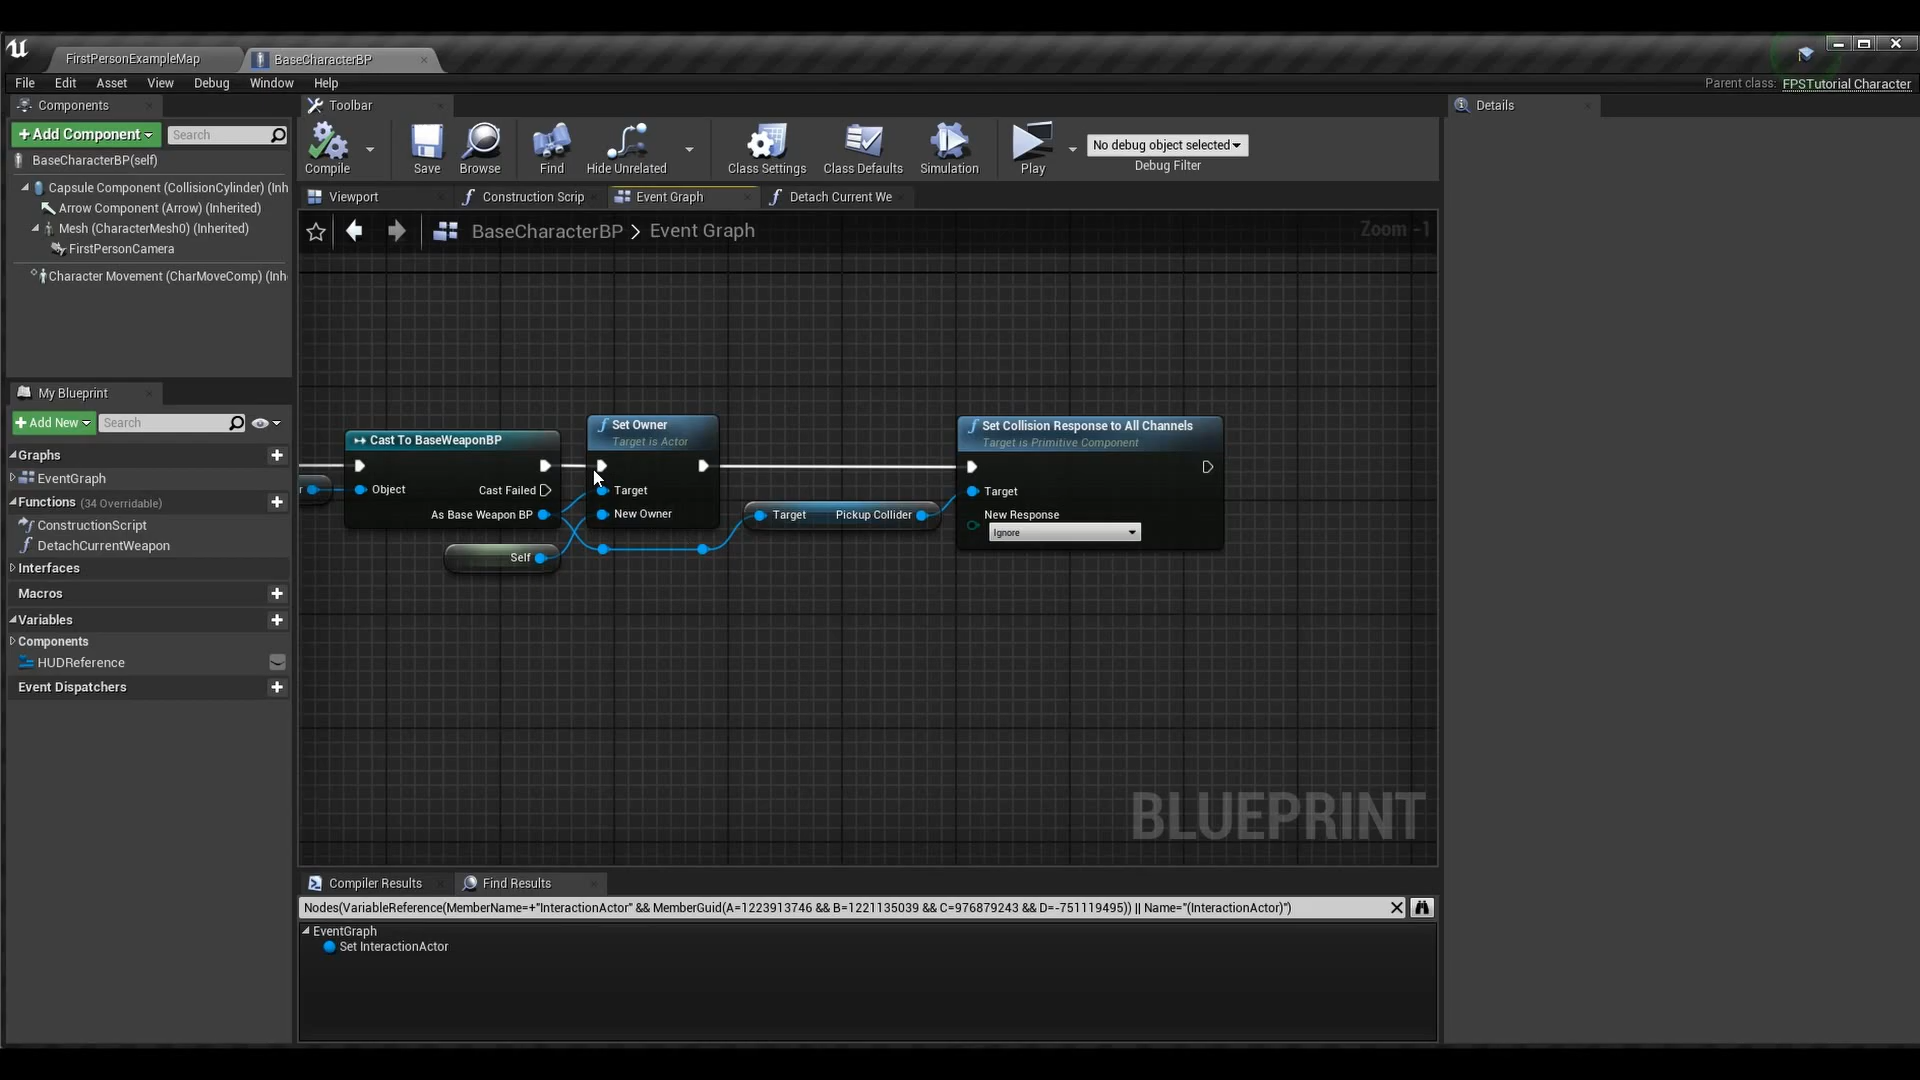 FirstPersonExampleMap
BaseCharacterBP
File Edit Asset View Debug Window Help
Parent class: FPSTutorial Character
Components
Toolbar
Details
+Add Component
Search
BaseCharacterBP(self)
Capsule Component (CollisionCylinder) (Inh
Arrow Component (Arrow) (Inherited)
Mesh (CharacterMesh0) (Inherited)
FirstPersonCamera
Character Movement (CharMoveComp) (Inh
Compile
Save
Browse
Find
Hide Unrelated
Class Settings
Class Defaults
Simulation
Play
No debug object selected
Debug Filter
Viewport
Construction Scrip
Event Graph
Detach Current We
BaseCharacterBP > Event Graph
Zoom -1
My Blueprint
+Add New
Search
Graphs
EventGraph
Functions (34 Overridable)
ConstructionScript
DetachCurrentWeapon
Interfaces
Macros
Variables
Components
HUDReference
Event Dispatchers
r
Cast To BaseWeaponBP
Object
Cast Failed
As Base Weapon BP
Self
Set Owner
Target is Actor
Target
New Owner
Target Pickup Collider
Set Collision Response to All Channels
Target is Primitive Component
Target
New Response
Ignore
BLUEPRINT
Compiler Results
Find Results
Nodes(VariableReference(MemberName=+"InteractionActor" && MemberGuid(A=1223913746 && B=1221135039 && C=976879243 && D=-751119495)) || Name="(InteractionActor)")
EventGraph
Set InteractionActor